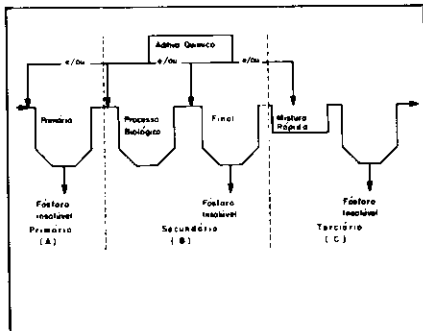 Aditivo Químico
e/ou
e/ou
e/ou
Primário
Processo
Biológico
Final
Mistura
Rápida
Fósforo
Insolúvel
Fósforo
Insolúvel
Fósforo
Insolúvel
Primário
(A)
Secundário
(B)
Terciário
(C)